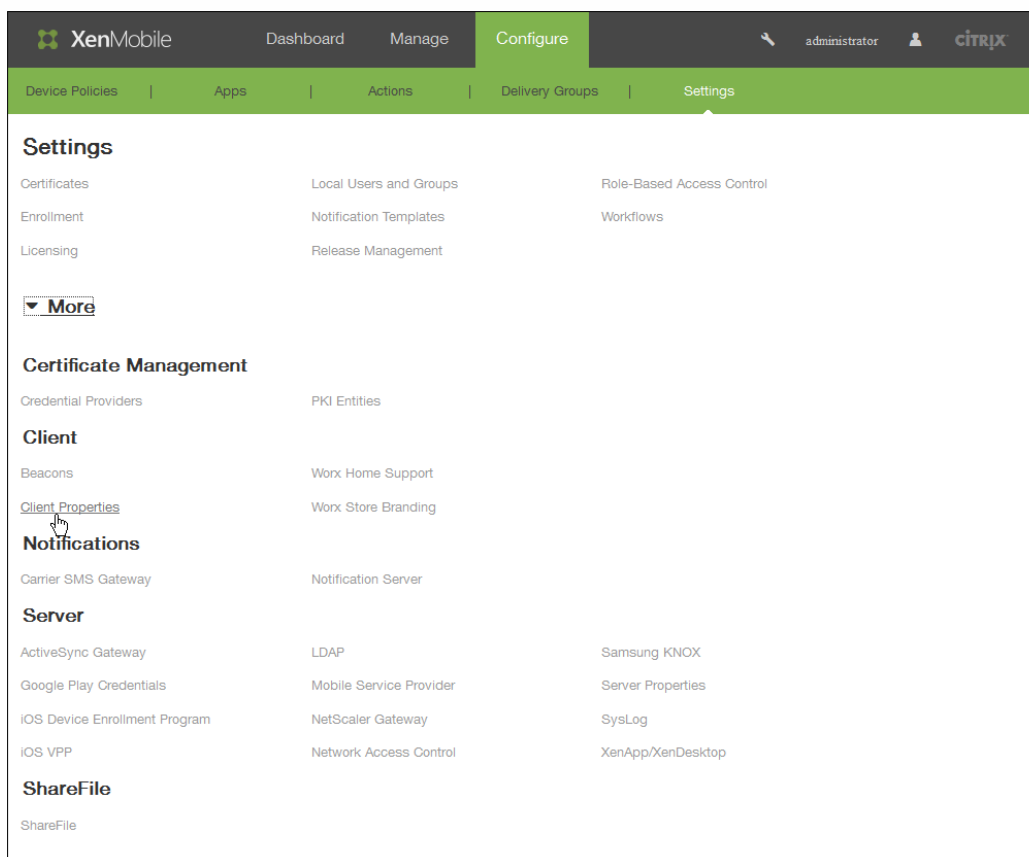 XenMobile Dashboard Manage Configure administrator CITRIX
Device Policies | Apps | Actions | Delivery Groups | Settings
Settings
Certificates Local Users and Groups Role-Based Access Control
Enrollment Notification Templates Workflows
Licensing Release Management
More
Certificate Management
Credential Providers PKI Entities
Client
Beacons Worx Home Support
Client Properties Worx Store Branding
Notifications
Carrier SMS Gateway Notification Server
Server
ActiveSync Gateway LDAP Samsung KNOX
Google Play Credentials Mobile Service Provider Server Properties
iOS Device Enrollment Program NetScaler Gateway SysLog
iOS VPP Network Access Control XenApp/XenDesktop
ShareFile
ShareFile